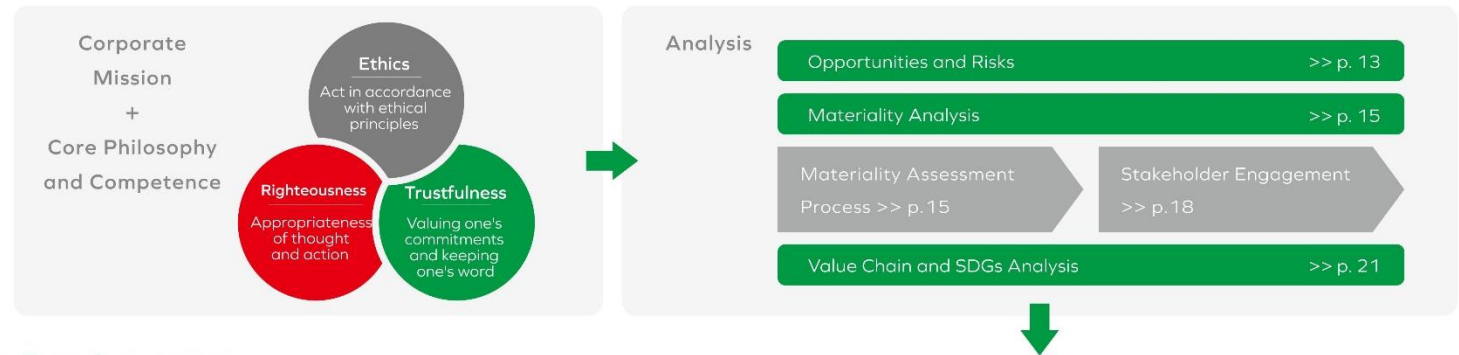 Corporate
Mission
+
Core Philosophy
and Competence
Ethics
Act in accordance
with ethical
principles
Righteousness
Appropriateness
of thought
and action
Trustfulness
Valuing one's
commitments
and keeping
one's word
Analysis
Opportunities and Risks >> p. 13
Materiality Analysis >> p. 15
Materiality Assessment
Process >> p.15
Stakeholder Engagement
>> p.18
Value Chain and SDGs Analysis >> p. 21